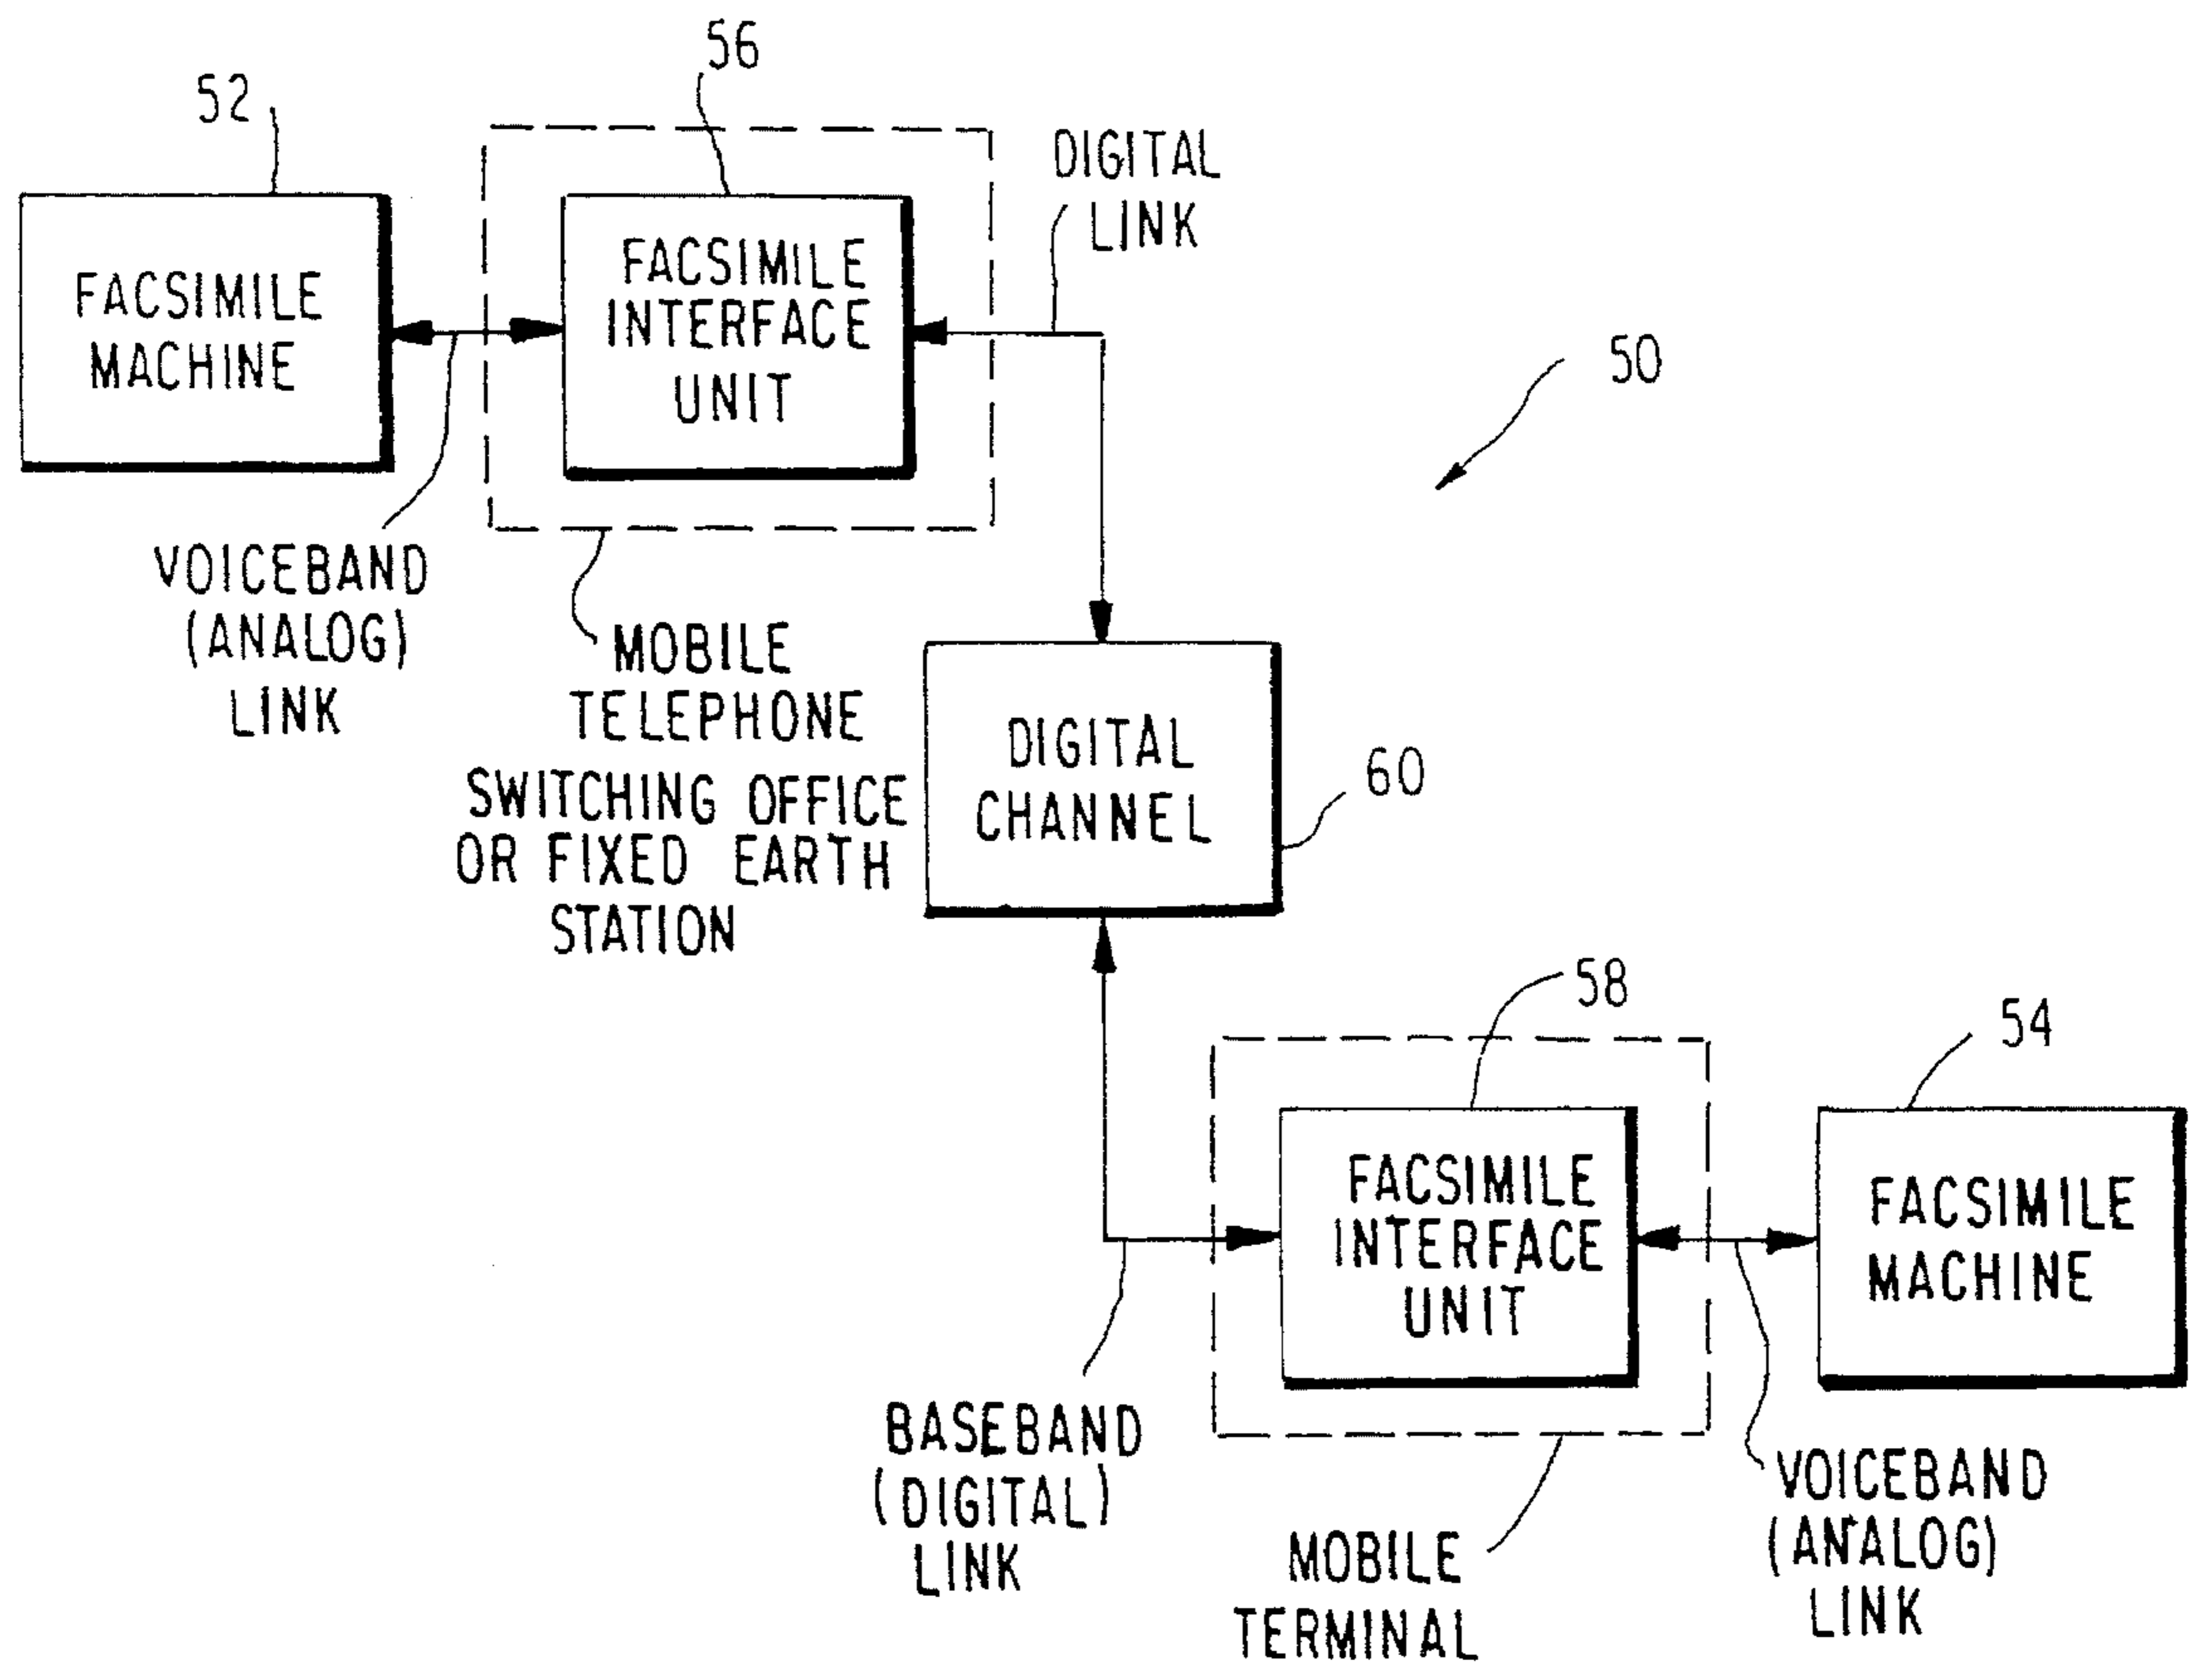 52
56
FACSIMILE
MACHINE
FACSIMILE
INTERFACE
UNIT
DIGITAL
LINK
50
VOICEBAND
(ANALOG)
LINK
MOBILE
TELEPHONE
SWITCHING OFFICE
OR FIXED EARTH
STATION
DIGITAL
CHANNEL
60
58
54
FACSIMILE
INTERFACE
UNIT
FACSIMILE
MACHINE
BASEBAND
(DIGITAL)
LINK
MOBILE
TERMINAL
VOICEBAND
(ANALOG)
LINK